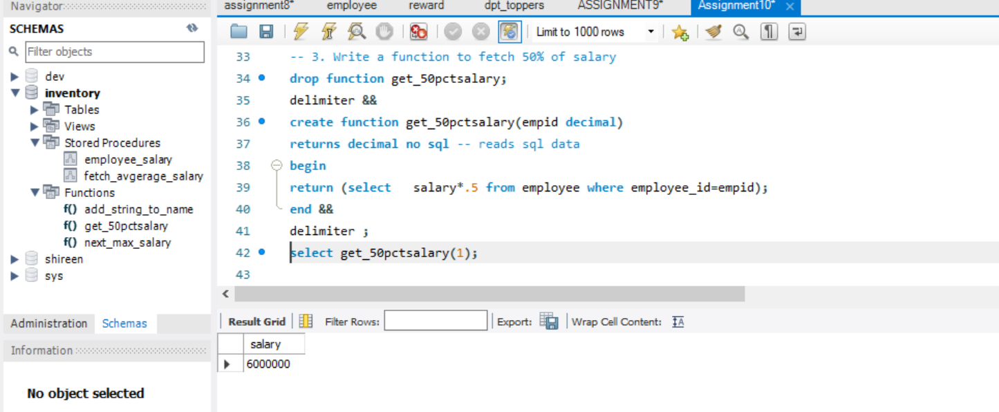 Navigator
SCHEMAS
Filter objects
dev
inventory
Tables
Views
Stored Procedures
employee_salary
fetch_avgerage_salary
Functions
f() add_string_to_name
f() get_50pctsalary
f() next_max_salary
shireen
sys
Administration Schemas
Information
No object selected
assignment8* employee reward dpt_toppers ASSIGNMENT9* Assignment10* ×
Limit to 1000 rows
33 -- 3. Write a function to fetch 50% of salary
34 drop function get_50pctsalary;
35 delimiter &&
36 create function get_50pctsalary(empid decimal)
37 returns decimal no sql -- reads sql data
38 begin
39 return (select   salary*.5 from employee where employee_id=empid);
40 end &&
41 delimiter ;
42 select get_50pctsalary(1);
43
Result Grid Filter Rows: Export: Wrap Cell Content: IA
salary
6000000